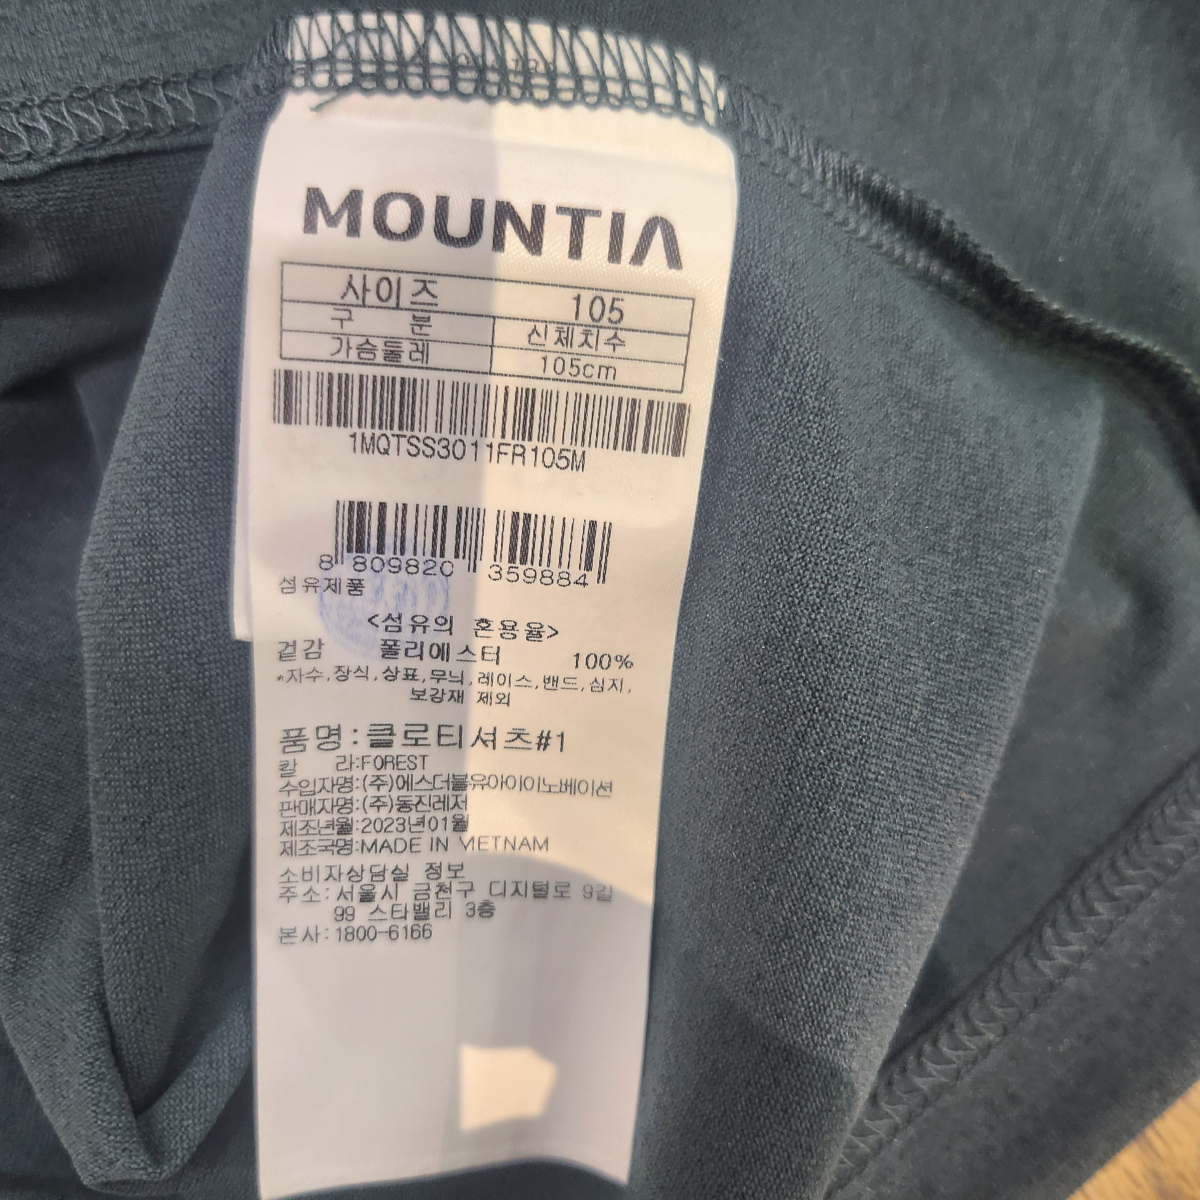 MOUNTIA
사이즈 105
구 분 신체치수
가슴둘레 105cm
1MQTSS3011FR105M
8 809820 359884
섬유제품
<섬유의 혼용율>
겉감 폴리에스터 100%
*자수,장식,상표,무늬,레이스,밴드,심지,
보강재 제외
품명:클로티셔츠#1
칼 라:FOREST
수입자명:(주)에스더블유아이이노베이션
판매자명:(주)동진레저
제조년월:2023년01월
제조국명:MADE IN VIETNAM
소비자상담실 정보
주소:서울시 금천구 디지털로 9길
99 스타밸리 3층
본사:1800-6166